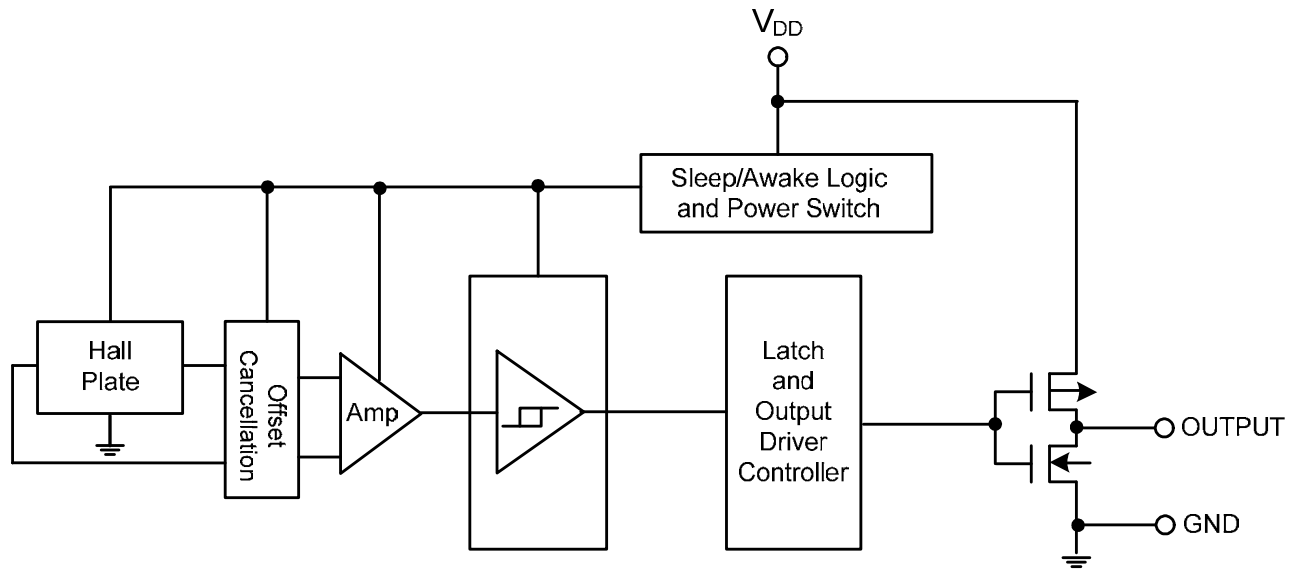 VDD
Sleep/Awake Logic
and Power Switch
Hall
Plate
Offset
Cancellation
Amp
Latch
and
Output
Driver
Controller
OUTPUT
GND